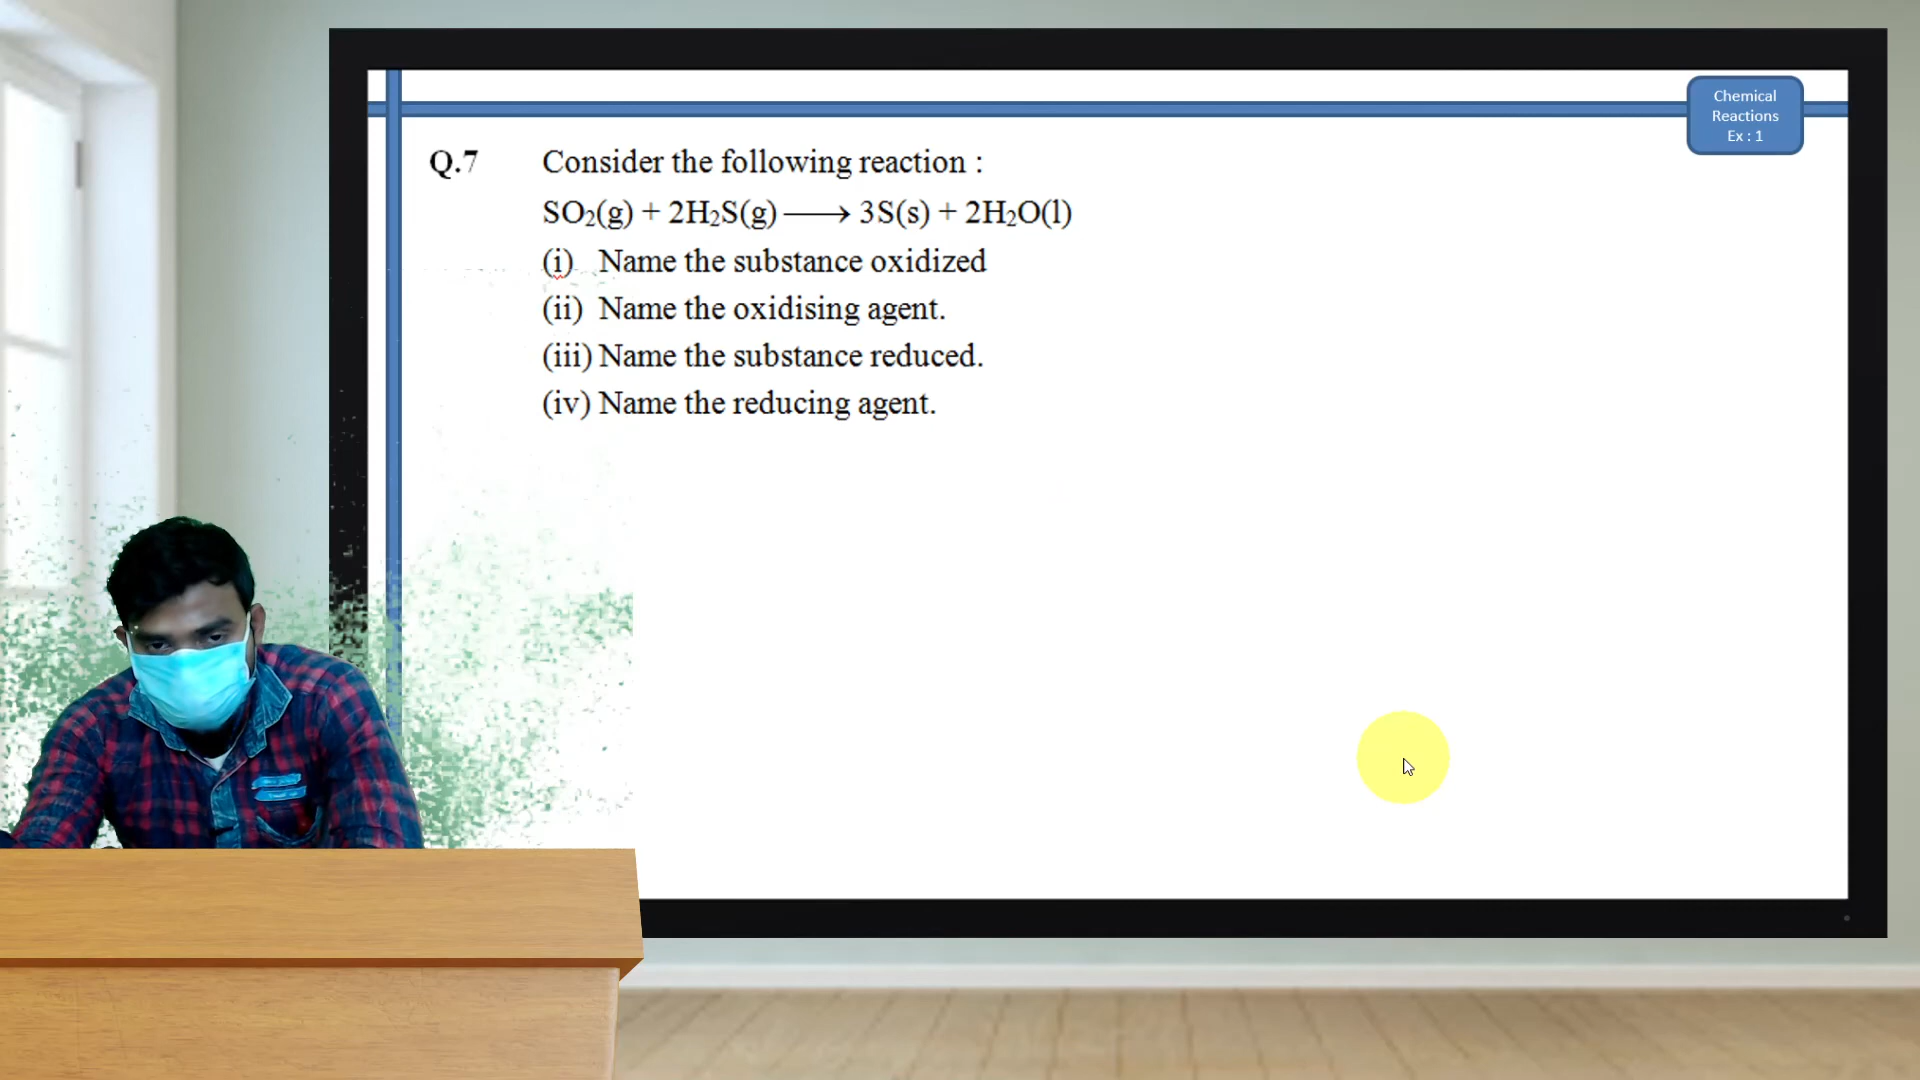 Chemical
Reactions
Ex : 1
Q.7 Consider the following reaction :
SO₂(g) + 2H₂S(g) ⟶ 3S(s) + 2H₂O(l)
(i) Name the substance oxidized
(ii) Name the oxidising agent.
(iii) Name the substance reduced.
(iv) Name the reducing agent.